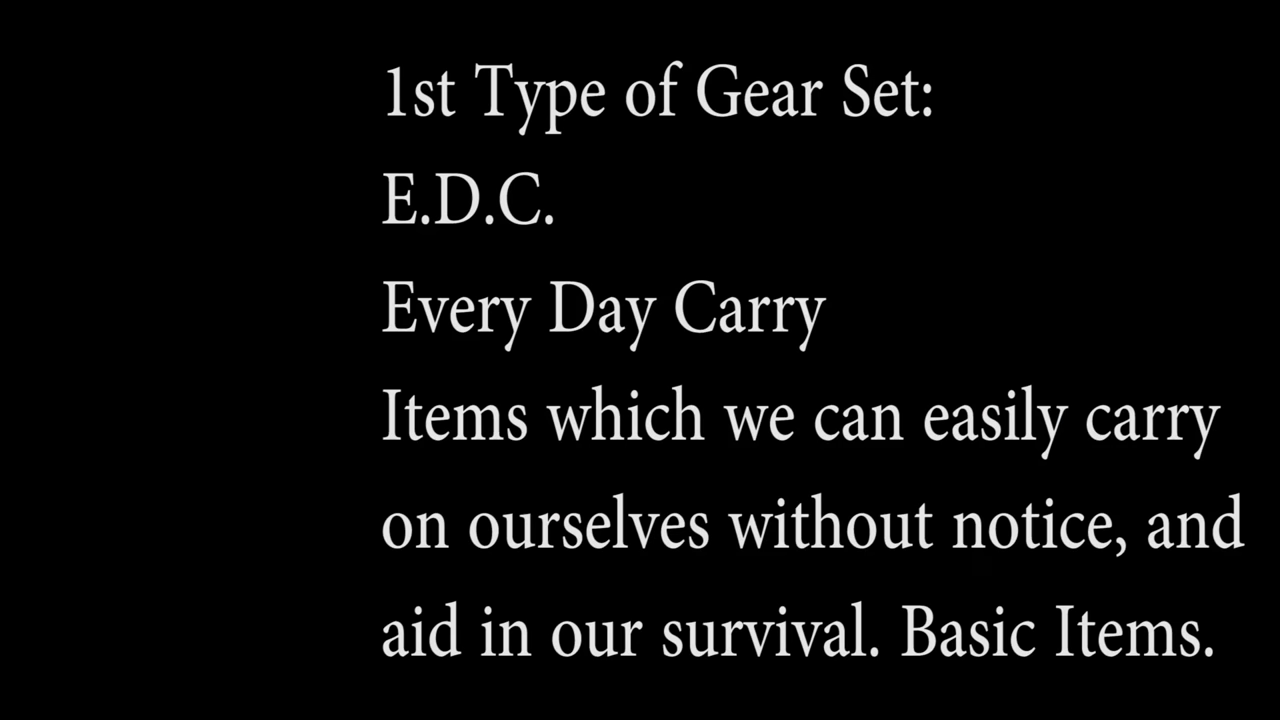 1st Type of Gear Set:
E.D.C.
Every Day Carry
Items which we can easily carry
on ourselves without notice, and
aid in our survival. Basic Items.